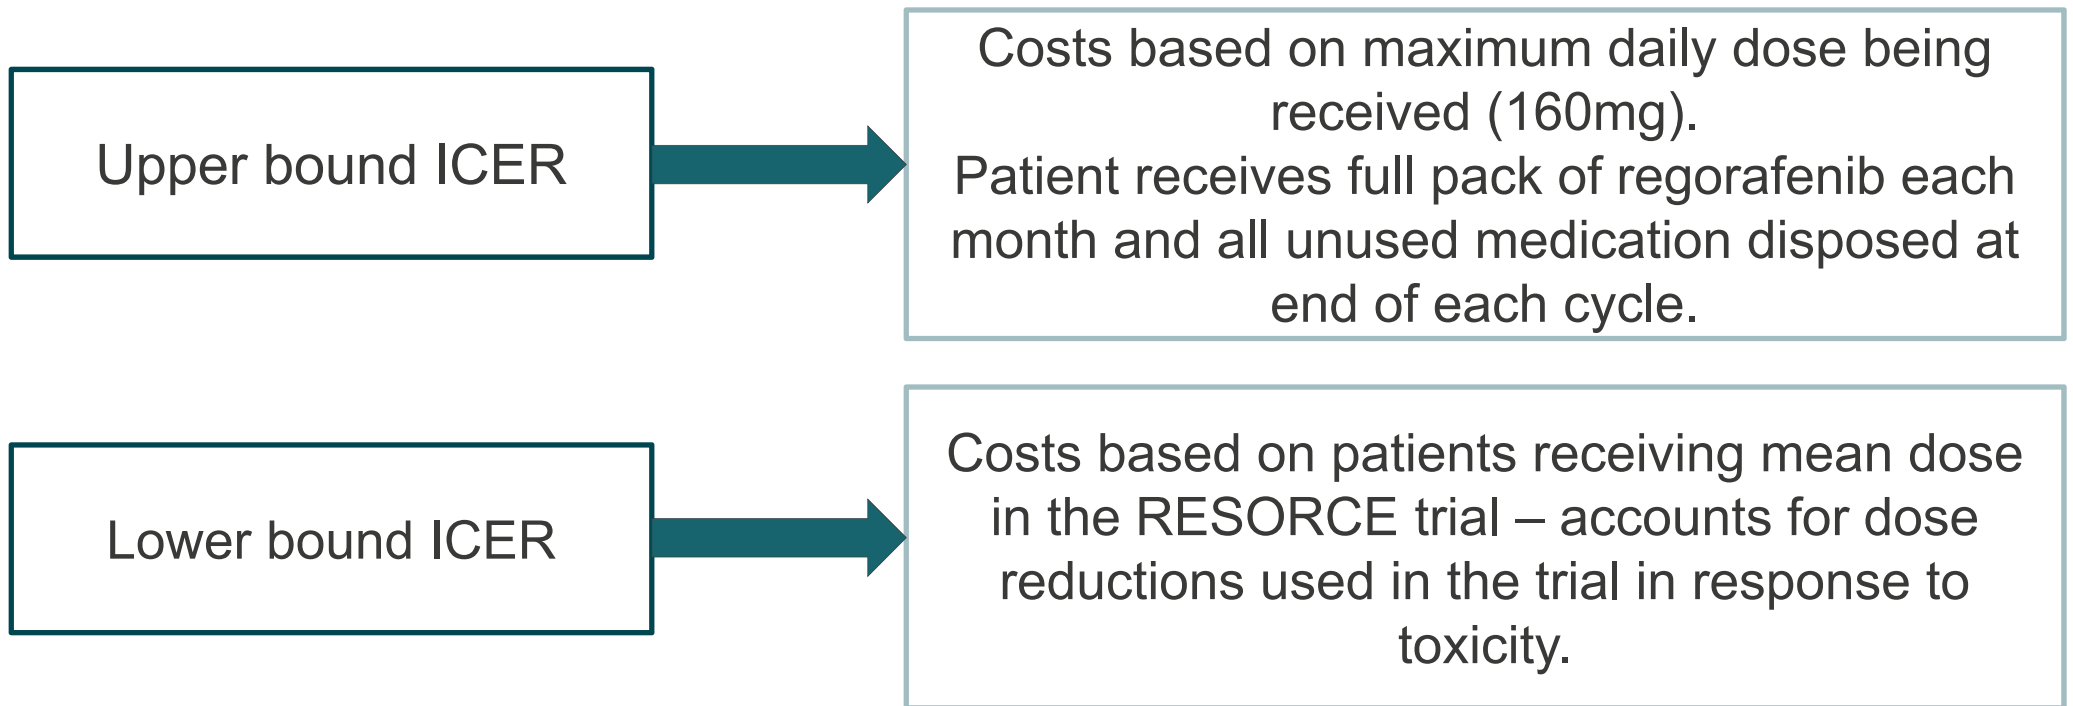 Upper bound ICER
Costs based on maximum daily dose being
received (160mg).
Patient receives full pack of regorafenib each
month and all unused medication disposed at
end of each cycle.
Lower bound ICER
Costs based on patients receiving mean dose
in the RESORCE trial – accounts for dose
reductions used in the trial in response to
toxicity.